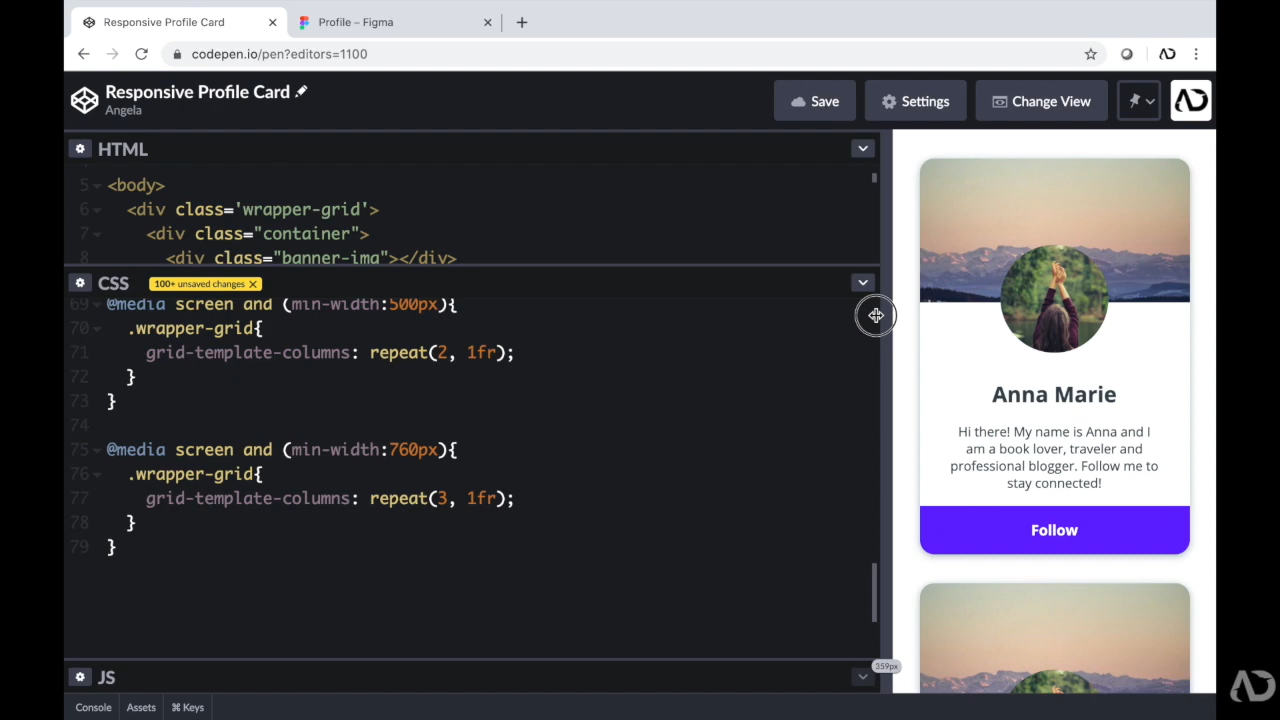 Responsive Profile Card
Profile – Figma
codepen.io/pen?editors=1100
Responsive Profile Card
Angela
Save
Settings
Change View
HTML
5 <body>
6 <div class='wrapper-grid'>
7 <div class="container">
8 <div class="banner-img"></div>
CSS
100+ unsaved changes X
69 @media screen and (min-width:500px){
70 .wrapper-grid{
71 grid-template-columns: repeat(2, 1fr);
72 }
73 }
74
75 @media screen and (min-width:760px){
76 .wrapper-grid{
77 grid-template-columns: repeat(3, 1fr);
78 }
79 }
JS
359px
Console
Assets
⌘ Keys
Anna Marie
Hi there! My name is Anna and I
am a book lover, traveler and
professional blogger. Follow me to
stay connected!
Follow